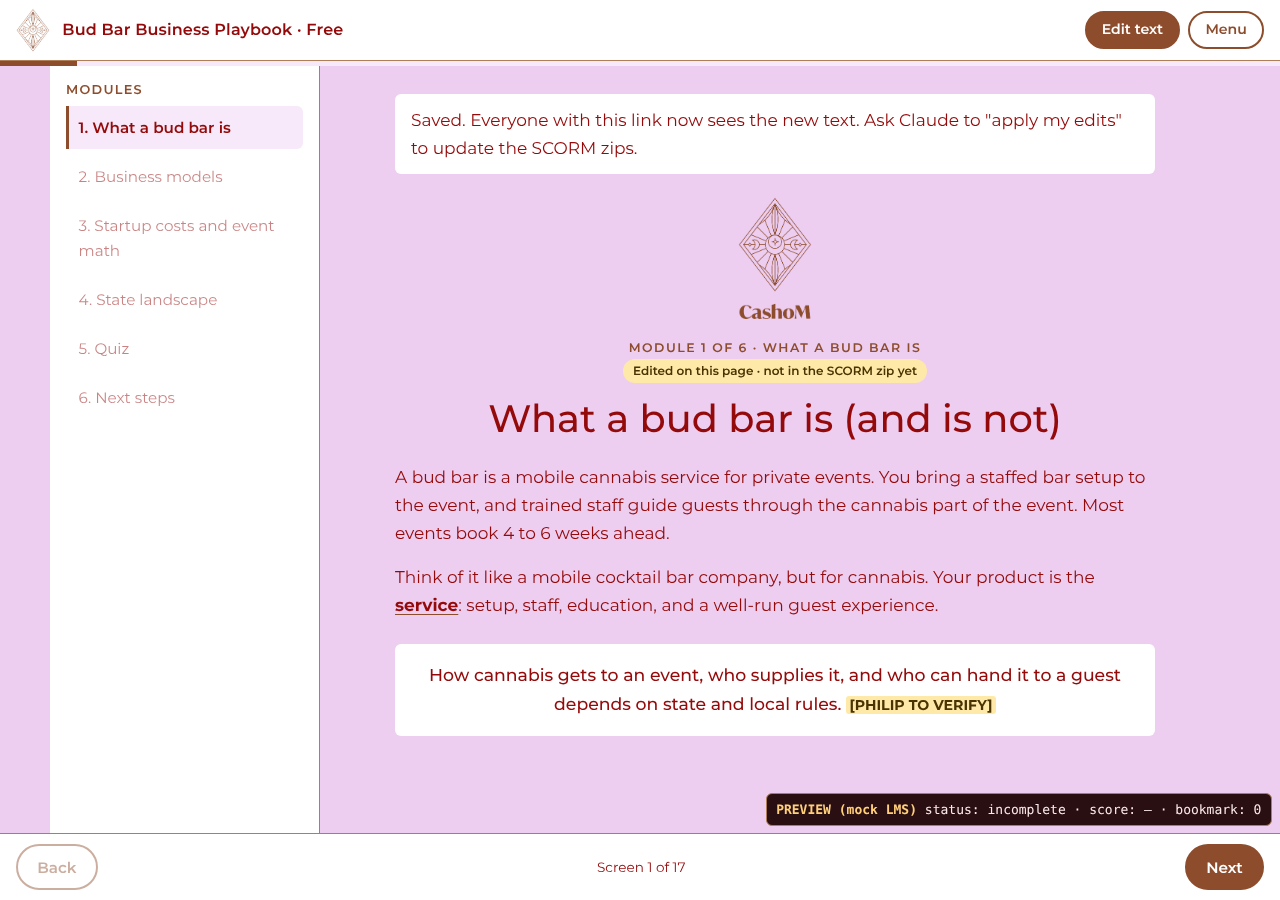 Bud Bar Business Playbook · Free
Edit text
Menu
MODULES
1. What a bud bar is
2. Business models
3. Startup costs and event
math
4. State landscape
5. Quiz
6. Next steps
Saved. Everyone with this link now sees the new text. Ask Claude to "apply my edits"
to update the SCORM zips.
CashoM
MODULE 1 OF 6 · WHAT A BUD BAR IS
Edited on this page · not in the SCORM zip yet
What a bud bar is (and is not)
A bud bar is a mobile cannabis service for private events. You bring a staffed bar setup to
the event, and trained staff guide guests through the cannabis part of the event. Most
events book 4 to 6 weeks ahead.
Think of it like a mobile cocktail bar company, but for cannabis. Your product is the
service: setup, staff, education, and a well-run guest experience.
How cannabis gets to an event, who supplies it, and who can hand it to a guest
depends on state and local rules. [PHILIP TO VERIFY]
PREVIEW (mock LMS) status: incomplete · score: — · bookmark: 0
Back
Screen 1 of 17
Next